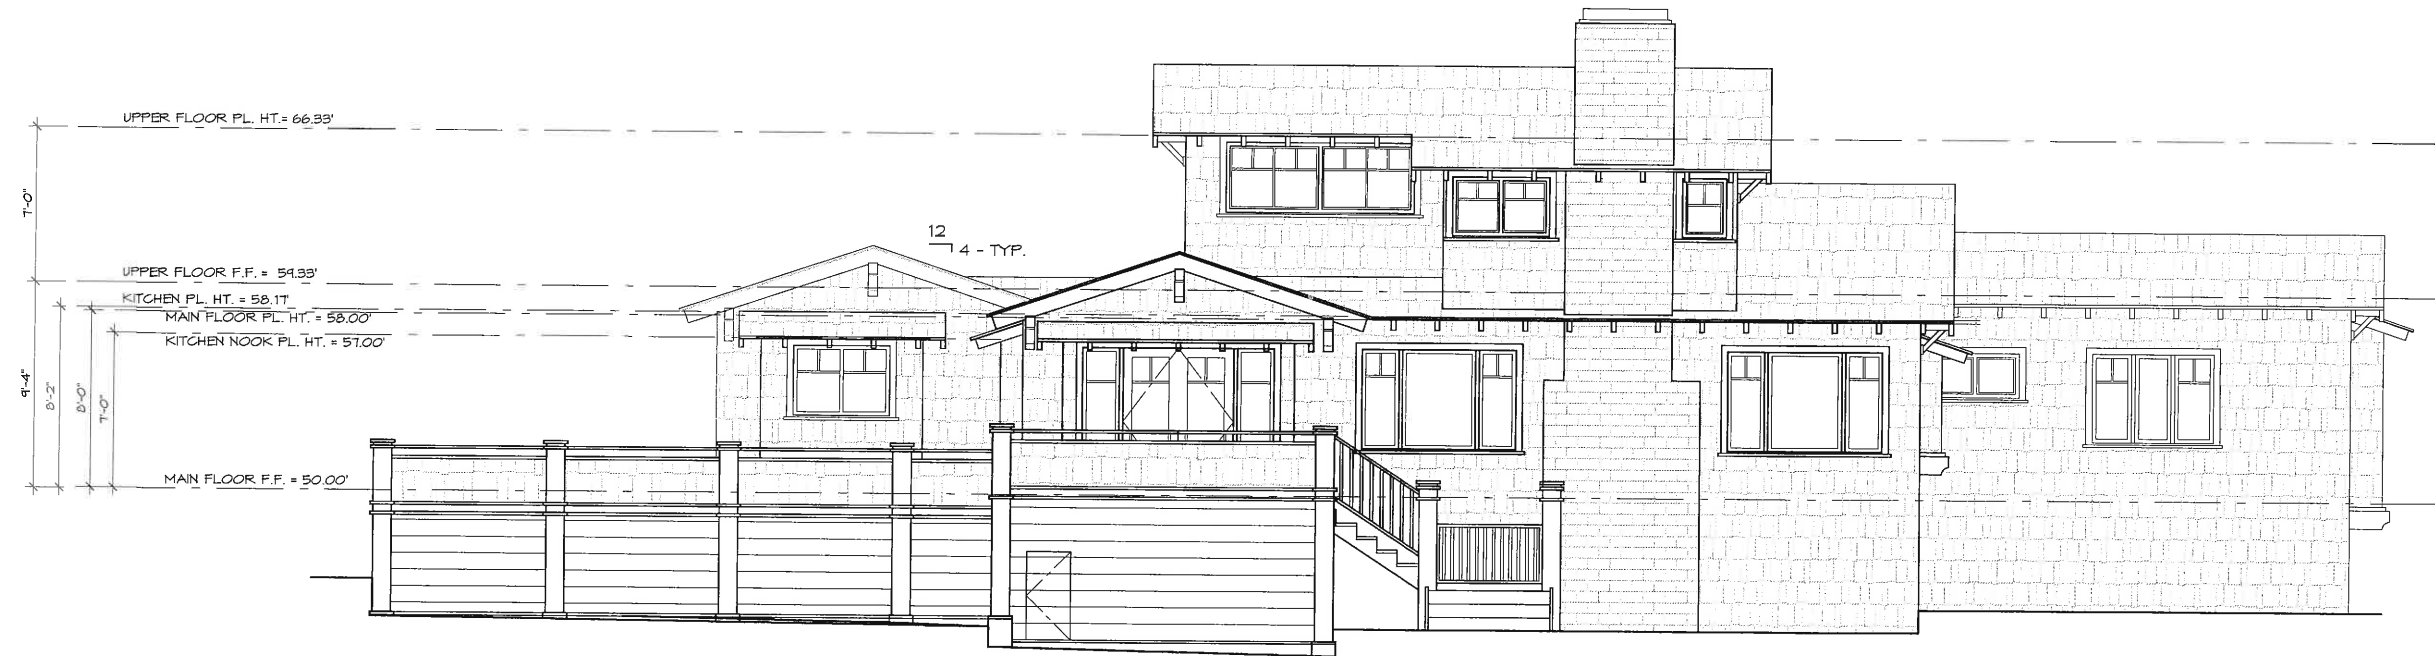 UPPER FLOOR PL. HT.= 66.33'
7'-0"
12
4 - TYP.
UPPER FLOOR F.F. = 59.33'
KITCHEN PL. HT. = 58.17'
MAIN FLOOR PL. HT. = 58.00'
KITCHEN NOOK PL. HT. = 57.00'
9'-4"
8'-2"
8'-0"
7'-0"
MAIN FLOOR F.F. = 50.00'